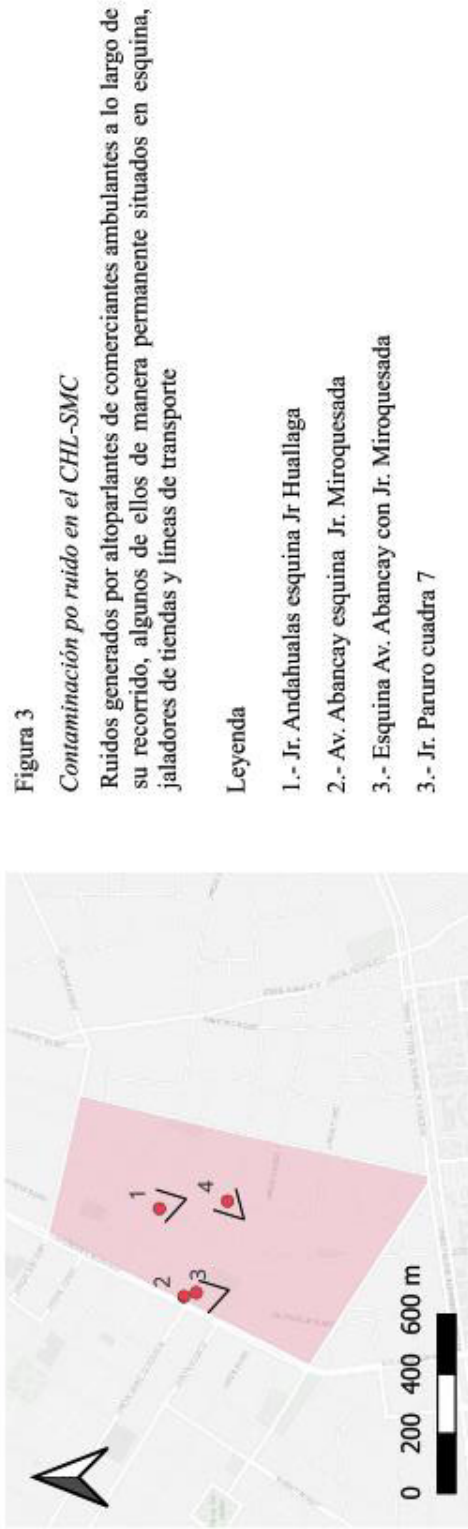 Figura 3
Contaminación po ruido en el CHL-SMC
Ruidos generados por altoparlantes de comerciantes ambulantes a lo largo de
su recorrido, algunos de ellos de manera permanente situados en esquina,
jaladores de tiendas y líneas de transporte
Leyenda
1.- Jr. Andahualas esquina Jr Huallaga
2.- Av. Abancay esquina Jr. Miroquesada
3.- Esquina Av. Abancay con Jr. Miroquesada
3.- Jr. Paruro cuadra 7
1
2
3
4
0 200 400 600 m